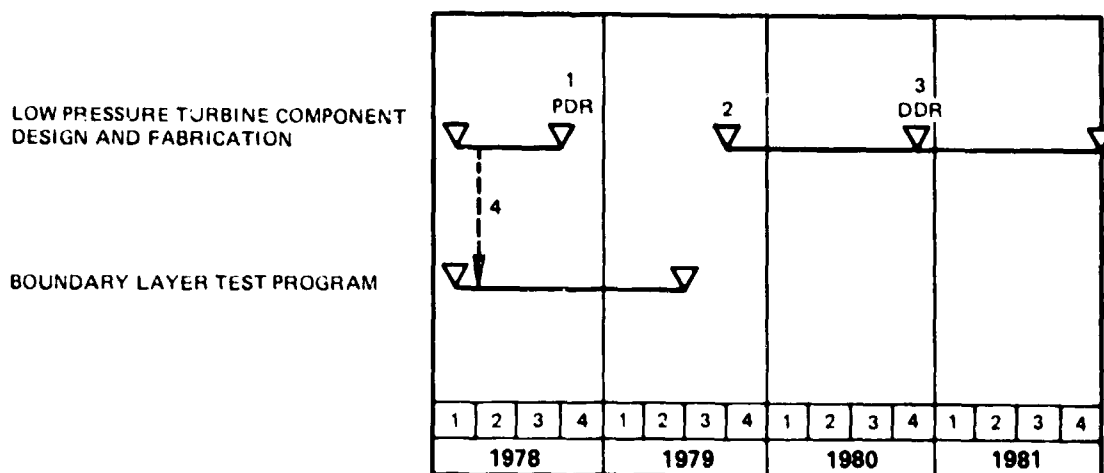 1
PDR
3
DDR
2
LOW PRESSURE TURBINE COMPONENT
DESIGN AND FABRICATION
4
BOUNDARY LAYER TEST PROGRAM
1 2 3 4 1 2 3 4 1 2 3 4 1 2 3 4
1978 1979 1980 1981